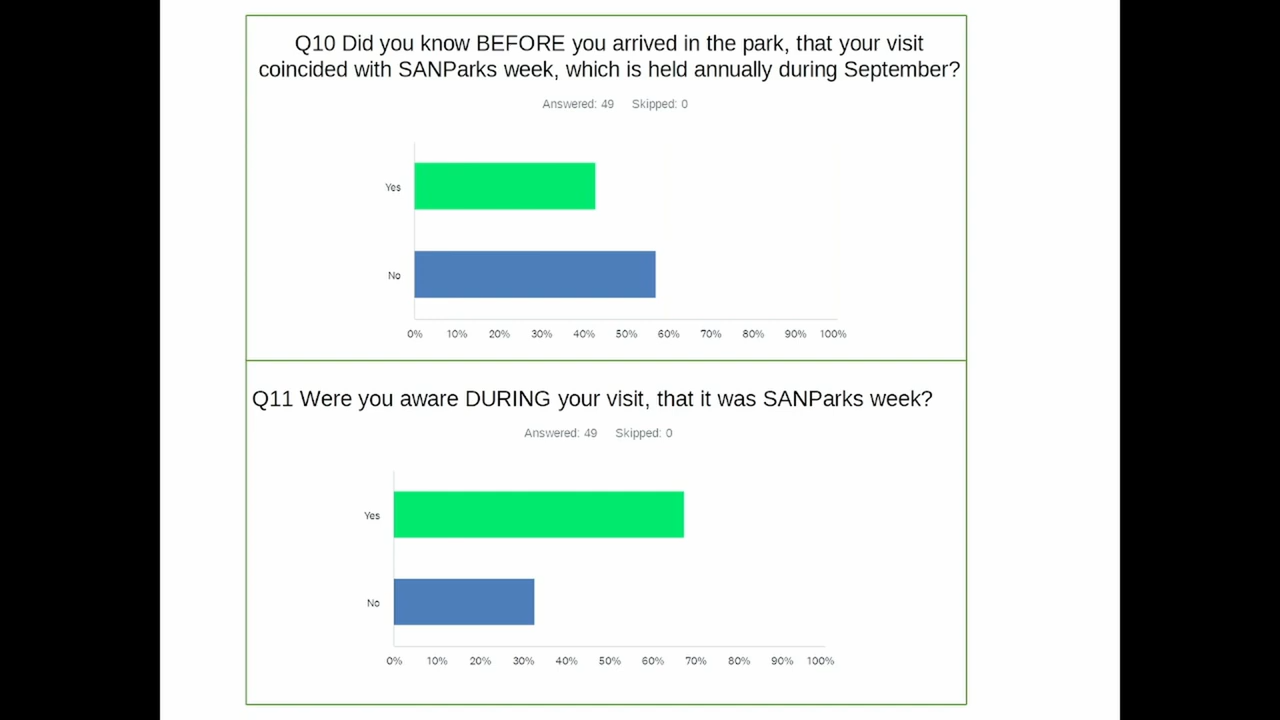 Q10 Did you know BEFORE you arrived in the park, that your visit
coincided with SANParks week, which is held annually during September?
Answered: 49 Skipped: 0
Yes
No
0% 10% 20% 30% 40% 50% 60% 70% 80% 90% 100%
Q11 Were you aware DURING your visit, that it was SANParks week?
Answered: 49 Skipped: 0
Yes
No
0% 10% 20% 30% 40% 50% 60% 70% 80% 90% 100%